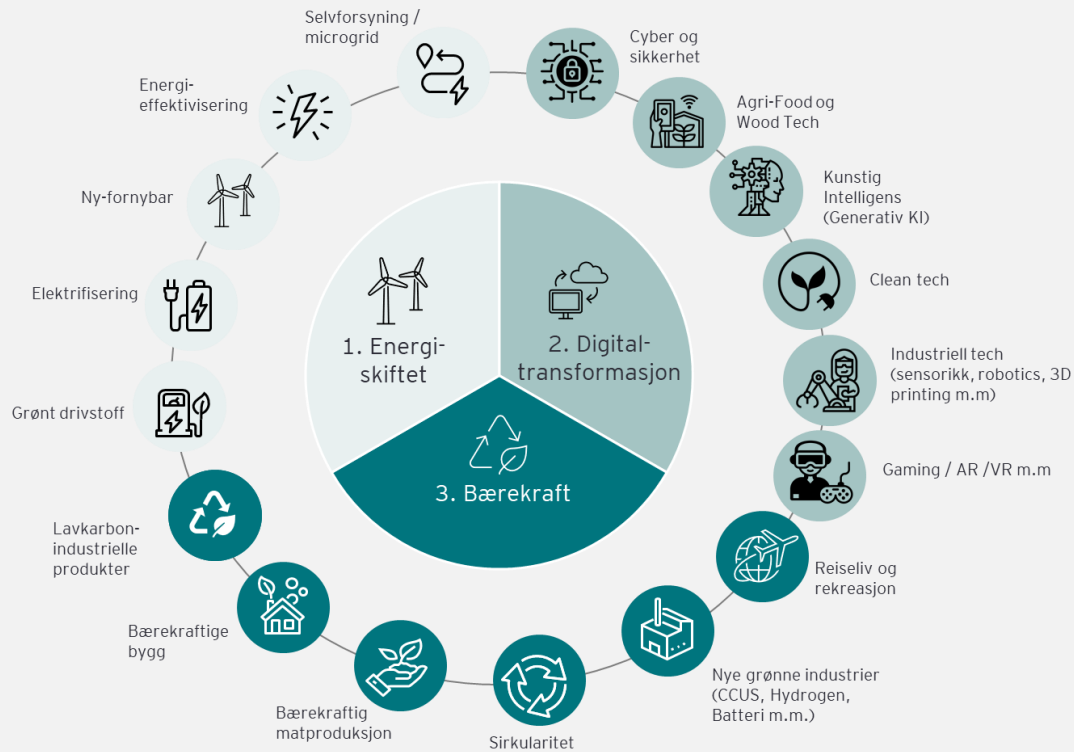 Selvforsyning /
microgrid
Cyber og
sikkerhet
Energi-
effektivisering
Agri-Food og
Wood Tech
Ny-fornybar
Kunstig
Intelligens
(Generativ KI)
Elektrifisering
Clean tech
1. Energi-
skiftet
2. Digital-
transformasjon
Industriell tech
(sensorikk, robotics, 3D
printing m.m)
Grønt drivstoff
3. Bærekraft
Gaming / AR /VR m.m
Lavkarbon-
industrielle
produkter
Reiseliv og
rekreasjon
Bærekraftige
bygg
Nye grønne industrier
(CCUS, Hydrogen,
Batteri m.m.)
Bærekraftig
matproduksjon
Sirkularitet